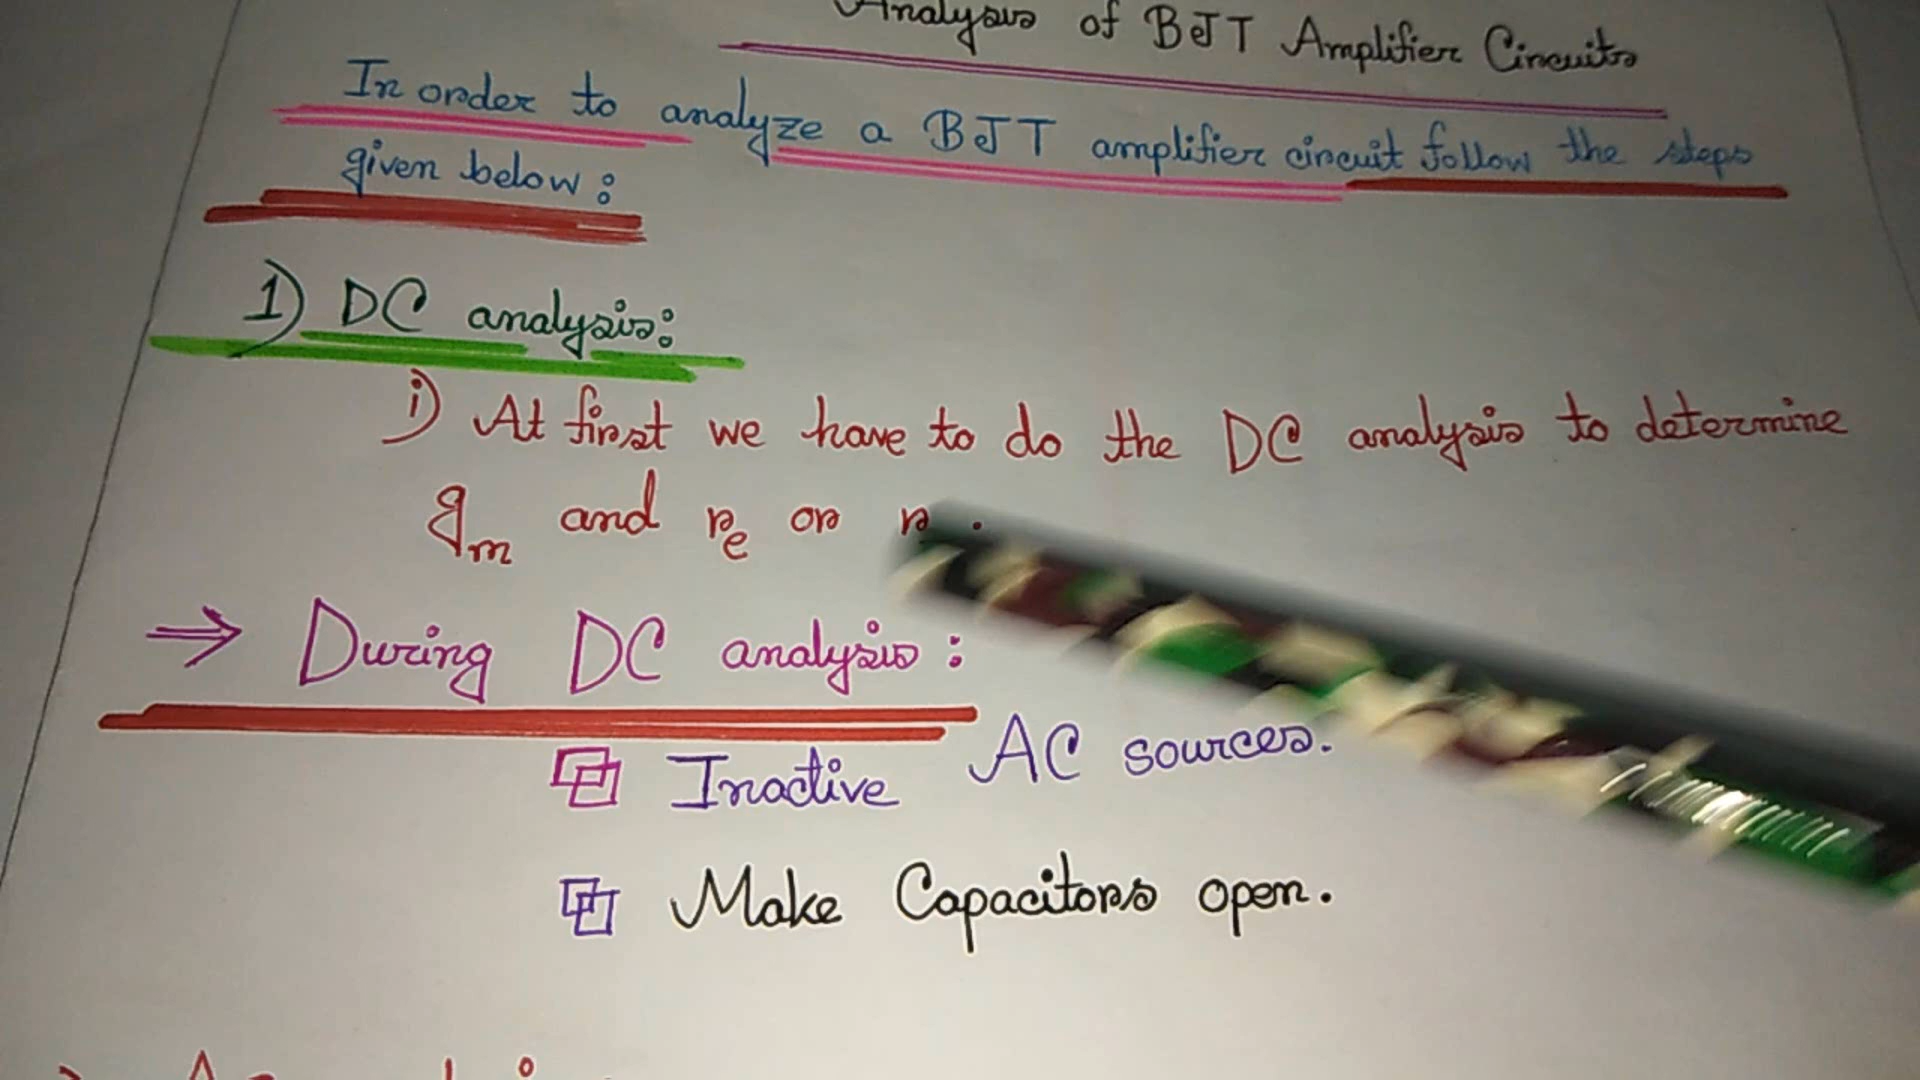 Analysis of BJT Amplifier Circuits
In order to analyze a BJT amplifier circuit follow the steps
given below:
1) DC analysis:
i) At first we have to do the DC analysis to determine
gm and re or
⇒ During DC analysis:
Inactive AC sources.
Make Capacitors open.